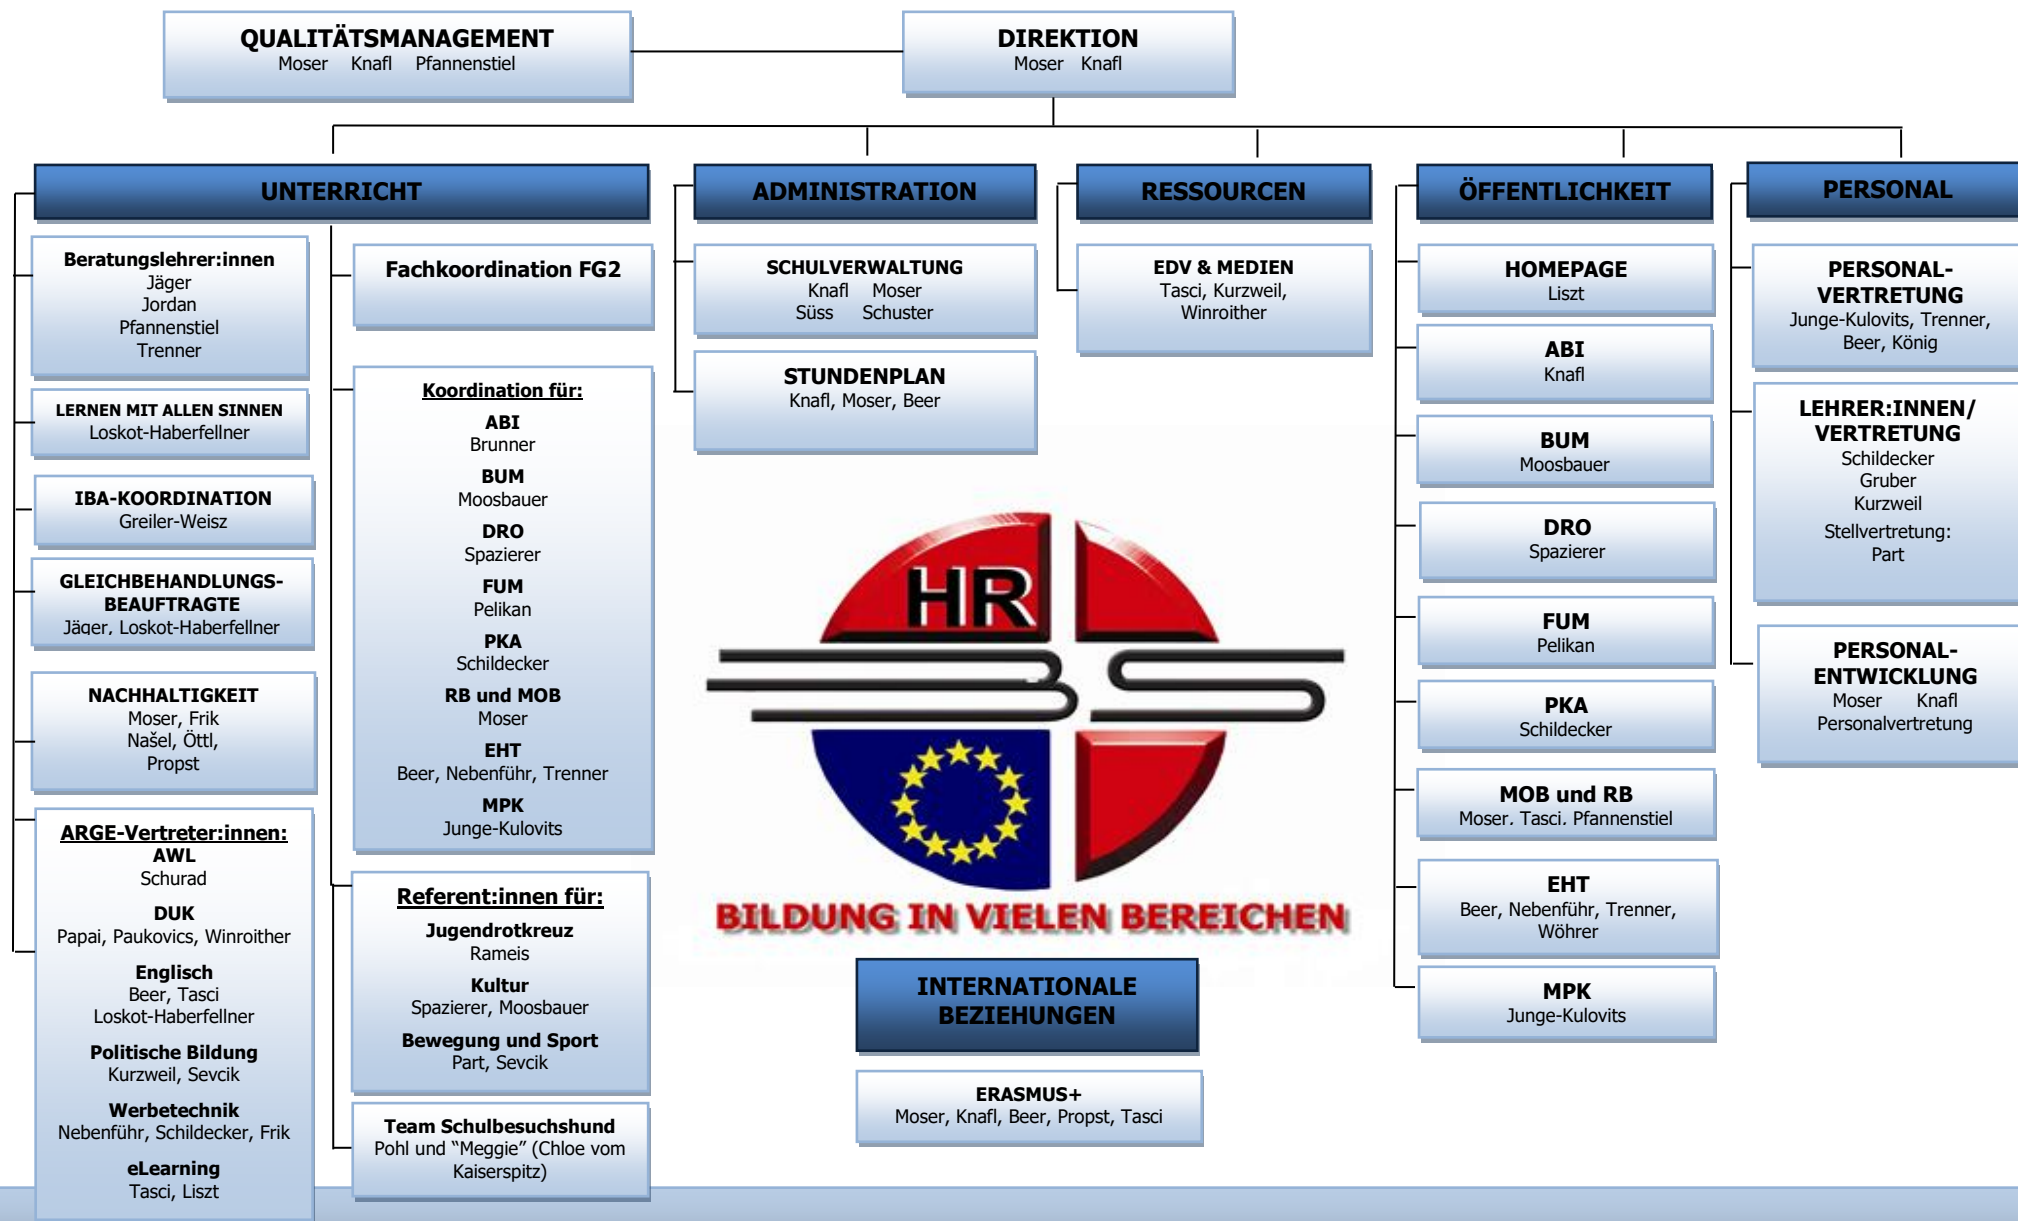 QUALITÄTSMANAGEMENT
Moser Knafl Pfannenstiel
DIREKTION
Moser Knafl
UNTERRICHT
Beratungslehrer:innen
Jäger
Jordan
Pfannenstiel
Trenner
LERNEN MIT ALLEN SINNEN
Loskot-Haberfellner
IBA-KOORDINATION
Greiler-Weisz
GLEICHBEHANDLUNGS-
BEAUFTRAGTE
Jäger, Loskot-Haberfellner
NACHHALTIGKEIT
Moser, Frik
Našel, Öttl,
Propst
ARGE-Vertreter:innen:
AWL
Schurad
DUK
Papai, Paukovics, Winroither
Englisch
Beer, Tasci
Loskot-Haberfellner
Politische Bildung
Kurzweil, Sevcik
Werbetechnik
Nebenführ, Schildecker, Frik
eLearning
Tasci, Liszt
Fachkoordination FG2
Koordination für:
ABI
Brunner
BUM
Moosbauer
DRO
Spazierer
FUM
Pelikan
PKA
Schildecker
RB und MOB
Moser
EHT
Beer, Nebenführ, Trenner
MPK
Junge-Kulovits
Referent:innen für:
Jugendrotkreuz
Rameis
Kultur
Spazierer, Moosbauer
Bewegung und Sport
Part, Sevcik
Team Schulbesuchshund
Pohl und “Meggie” (Chloe vom
Kaiserspitz)
ADMINISTRATION
SCHULVERWALTUNG
Knafl Moser
Süss Schuster
STUNDENPLAN
Knafl, Moser, Beer
RESSOURCEN
EDV & MEDIEN
Tasci, Kurzweil,
Winroither
HR
BS
BILDUNG IN VIELEN BEREICHEN
INTERNATIONALE
BEZIEHUNGEN
ERASMUS+
Moser, Knafl, Beer, Propst, Tasci
ÖFFENTLICHKEIT
HOMEPAGE
Liszt
ABI
Knafl
BUM
Moosbauer
DRO
Spazierer
FUM
Pelikan
PKA
Schildecker
MOB und RB
Moser, Tasci, Pfannenstiel
EHT
Beer, Nebenführ, Trenner,
Wöhrer
MPK
Junge-Kulovits
PERSONAL
PERSONAL-
VERTRETUNG
Junge-Kulovits, Trenner,
Beer, König
LEHRER:INNEN/
VERTRETUNG
Schildecker
Gruber
Kurzweil
Stellvertretung:
Part
PERSONAL-
ENTWICKLUNG
Moser Knafl
Personalvertretung